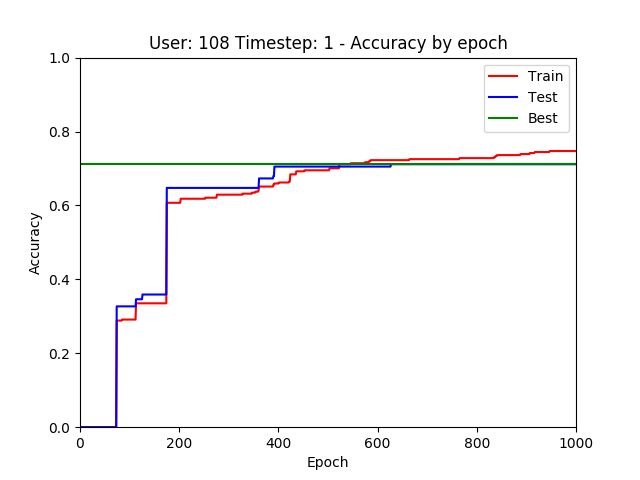 User: 108 Timestep: 1 - Accuracy by epoch
1.0
0.8
0.6
0.4
0.2
0.0
Accuracy
Train
Test
Best
0 200 400 600 800 1000
Epoch